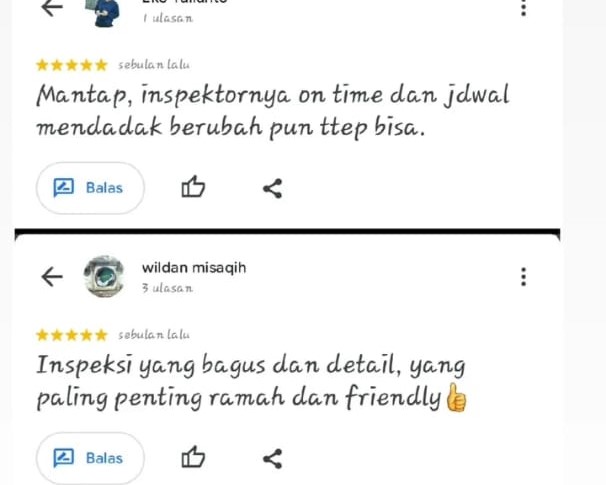 1 ulasan
sebulan lalu
Mantap, inspektornya on time dan jdwal
mendadak berubah pun ttep bisa.
Balas
wildan misaqih
3 ulasan
sebulan lalu
Inspeksi yang bagus dan detail, yang
paling penting ramah dan friendly👍
Balas